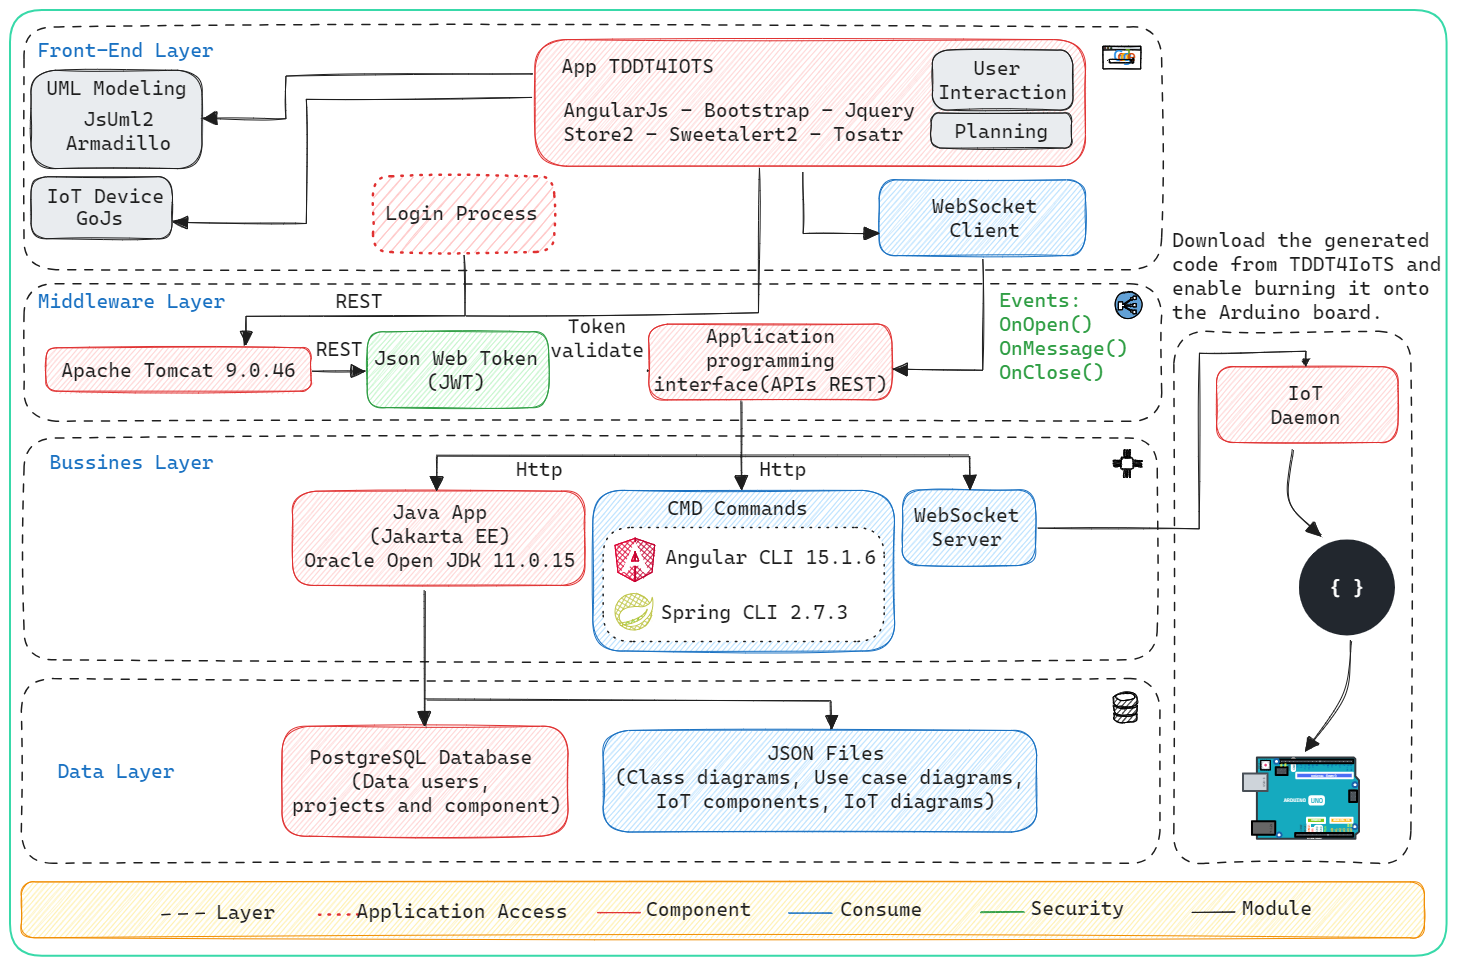 Front-End Layer
UML Modeling
JsUml2
Armadillo
IoT Device
GoJs
App TDDT4IOTS
AngularJs - Bootstrap - Jquery
Store2 - Sweetalert2 - Tosatr
User
Interaction
Planning
Login Process
WebSocket
Client
Download the generated
code from TDDT4IoTS and
enable burning it onto
the Arduino board.
Middleware Layer
REST
Apache Tomcat 9.0.46
REST
Json Web Token
(JWT)
Token
validate
Application
programming
interface(APIs REST)
Events:
OnOpen()
OnMessage()
OnClose()
IoT
Daemon
{ }
ARDUINO
UNO
Bussines Layer
Http
Http
Java App
(Jakarta EE)
Oracle Open JDK 11.0.15
CMD Commands
Angular CLI 15.1.6
Spring CLI 2.7.3
WebSocket
Server
Data Layer
PostgreSQL Database
(Data users,
projects and component)
JSON Files
(Class diagrams, Use case diagrams,
IoT components, IoT diagrams)
Layer
Application Access
Component
Consume
Security
Module